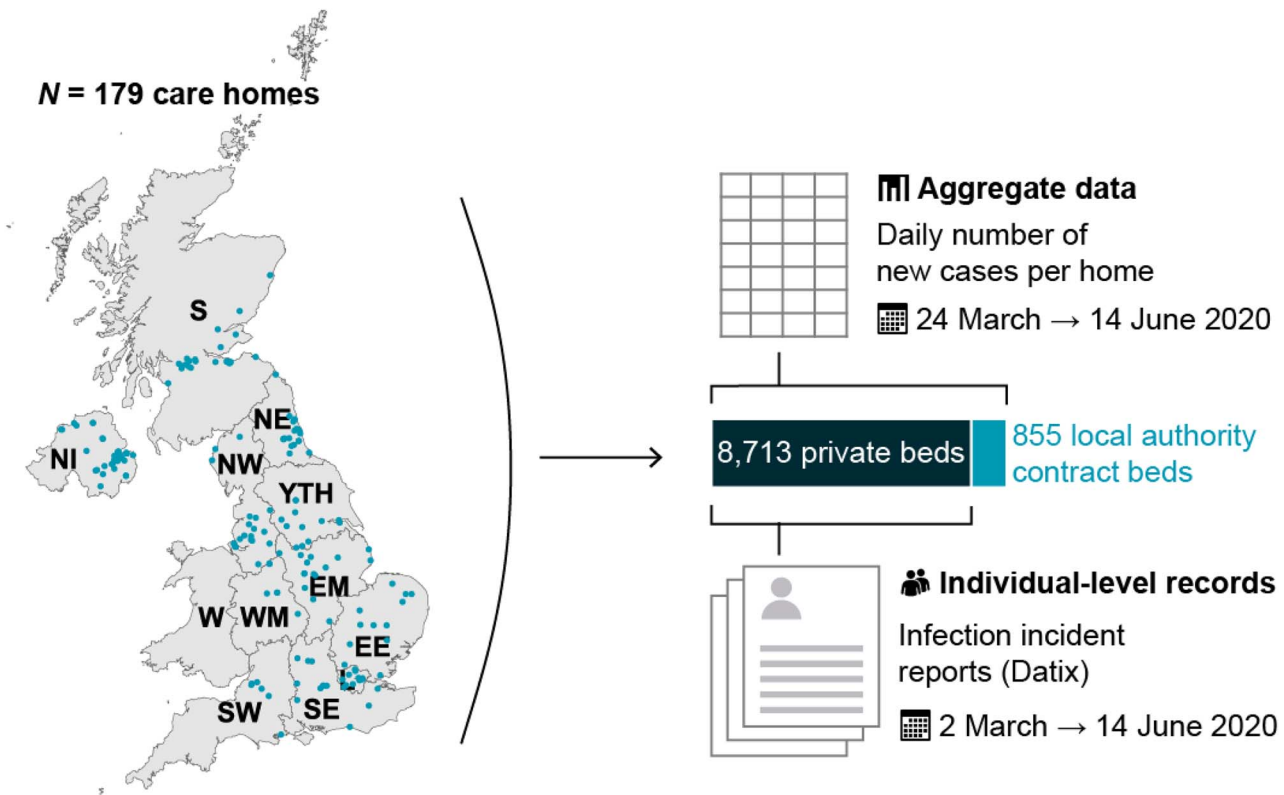 N = 179 care homes
S
NE
NI
NW
YTH
EM
W
WM
EE
L
SW
SE
Aggregate data
Daily number of
new cases per home
24 March → 14 June 2020
8,713 private beds
855 local authority
contract beds
Individual-level records
Infection incident
reports (Datix)
2 March → 14 June 2020